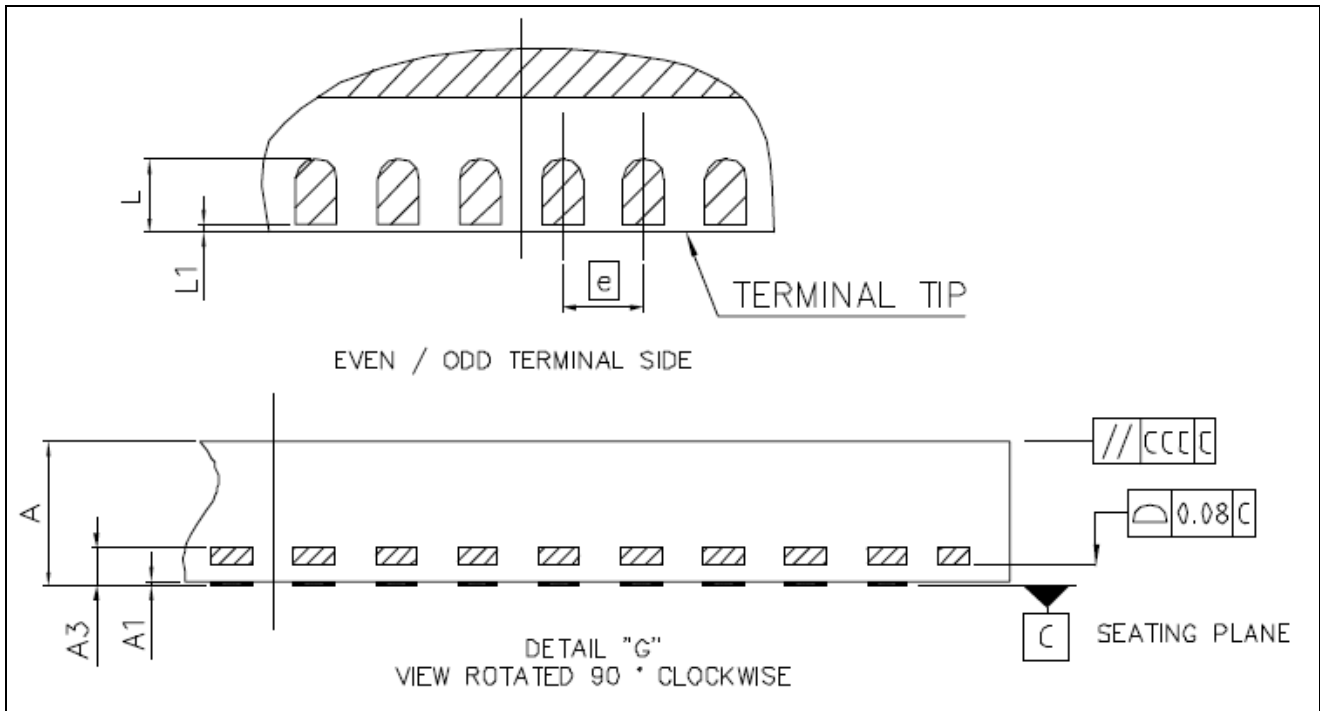 L
L1
e
TERMINAL TIP
EVEN / ODD TERMINAL SIDE
// CCC C
0.08 C
A
A3
A1
C
SEATING PLANE
DETAIL "G"
VIEW ROTATED 90 ° CLOCKWISE